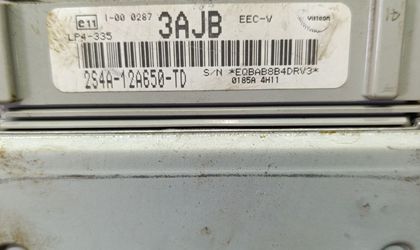 e11 1-00 0287 3AJB EEC-V Visteon
LP4-335
2S4A-12A650-TD S/N *EQBAB8B4DRV3*
0185A 4H11